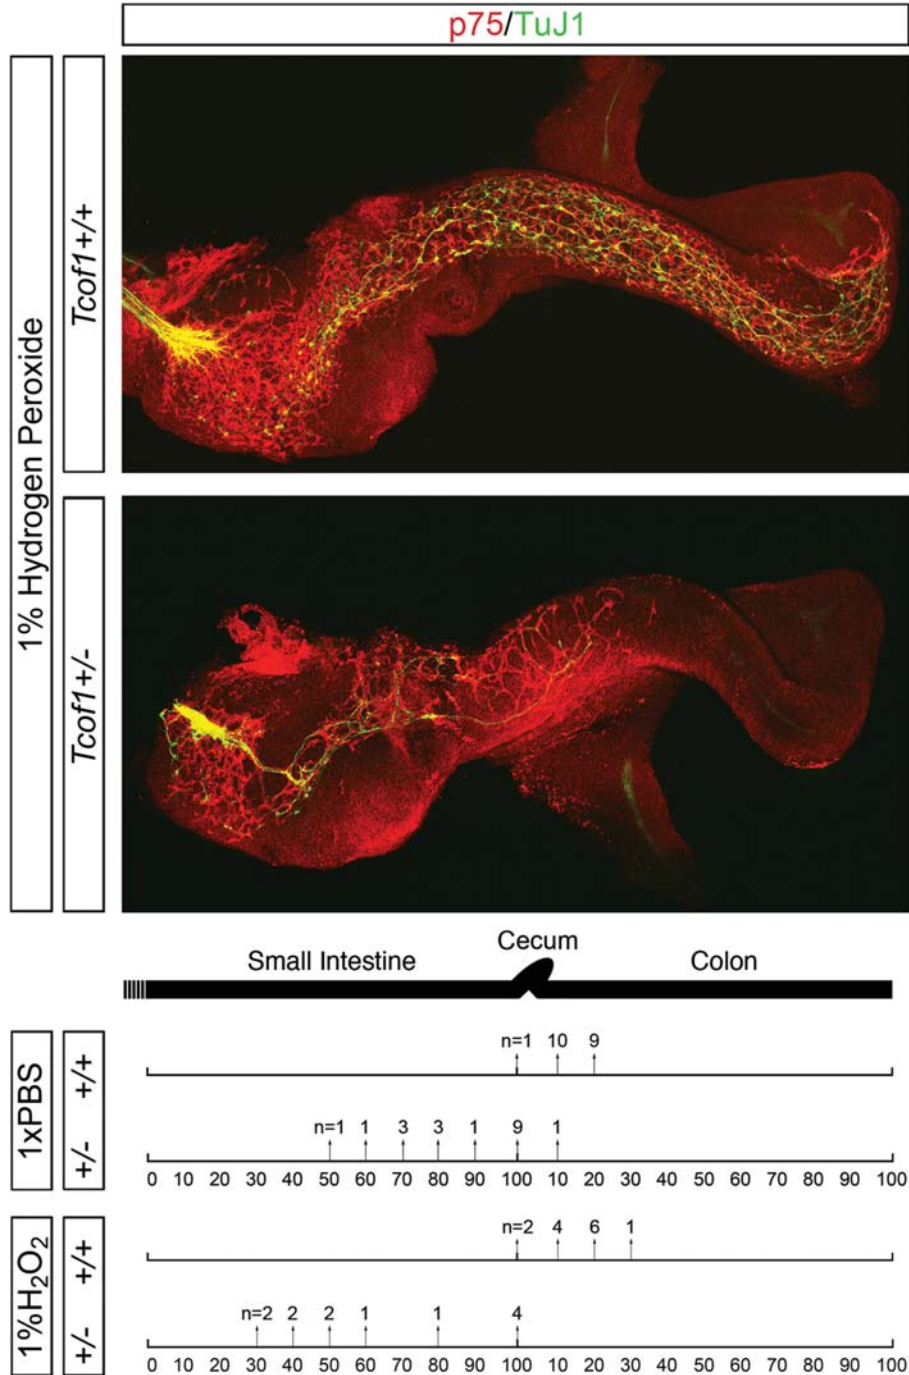 p75/TuJ1
1% Hydrogen Peroxide
Tcof1+/+
Tcof1+/-
Cecum
Small Intestine Colon
1xPBS
+/+
n=1 10 9
+/-
n=1 1 3 3 1 9 1
0 10 20 30 40 50 60 70 80 90 100 10 20 30 40 50 60 70 80 90 100
1%H₂O₂
+/+
n=2 4 6 1
+/-
n=2 2 2 1 1 4
0 10 20 30 40 50 60 70 80 90 100 10 20 30 40 50 60 70 80 90 100